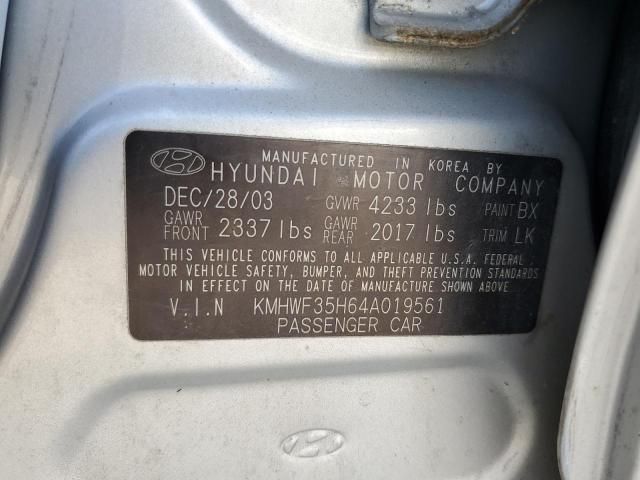 MANUFACTURED IN KOREA BY
HYUNDAI MOTOR COMPANY
DEC/28/03 GVWR 4233 lbs PAINT BX
GAWR FRONT 2337 lbs GAWR REAR 2017 lbs TRIM LK
THIS VEHICLE CONFORMS TO ALL APPLICABLE U.S.A. FEDERAL
MOTOR VEHICLE SAFETY, BUMPER, AND THEFT PREVENTION STANDARDS
IN EFFECT ON THE DATE OF MANUFACTURE SHOWN ABOVE.
V.I.N KMHWF35H64A019561
PASSENGER CAR